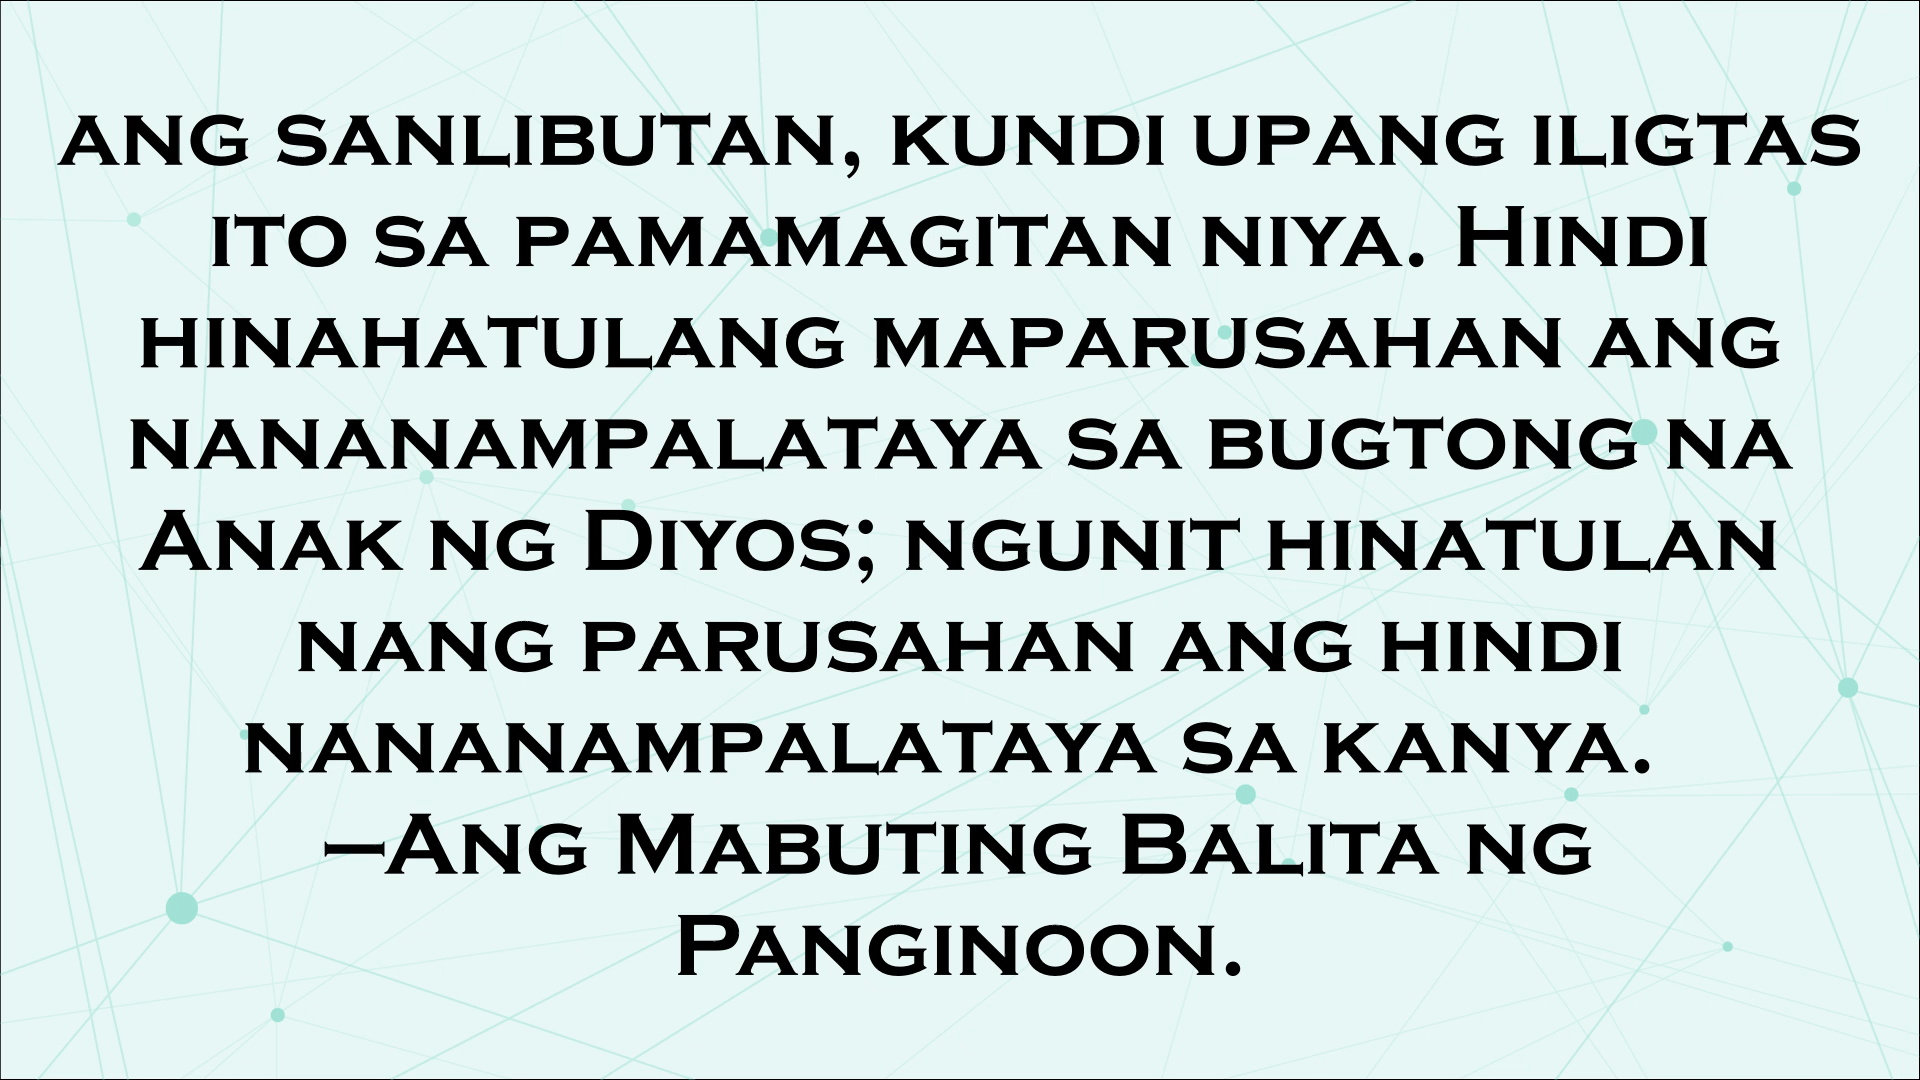 ang sanlibutan, kundi upang iligtas
ito sa pamamagitan niya. Hindi
hinahatulang maparusahan ang
nananampalataya sa bugtong na
Anak ng Diyos; ngunit hinatulan
nang parusahan ang hindi
nananampalataya sa kanya.
–Ang Mabuting Balita ng
Panginoon.